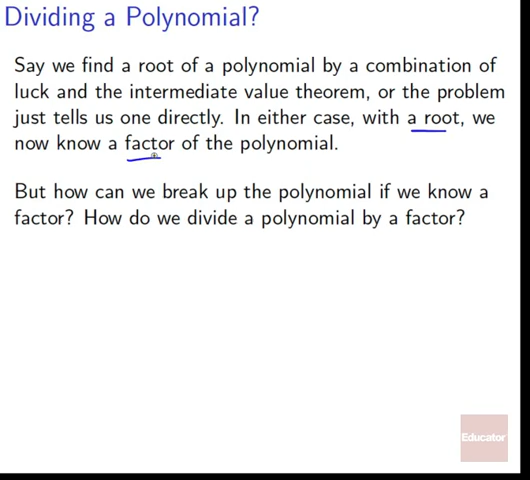 Dividing a Polynomial?
Say we find a root of a polynomial by a combination of
luck and the intermediate value theorem, or the problem
just tells us one directly. In either case, with a root, we
now know a factor of the polynomial.
But how can we break up the polynomial if we know a
factor? How do we divide a polynomial by a factor?
Educator